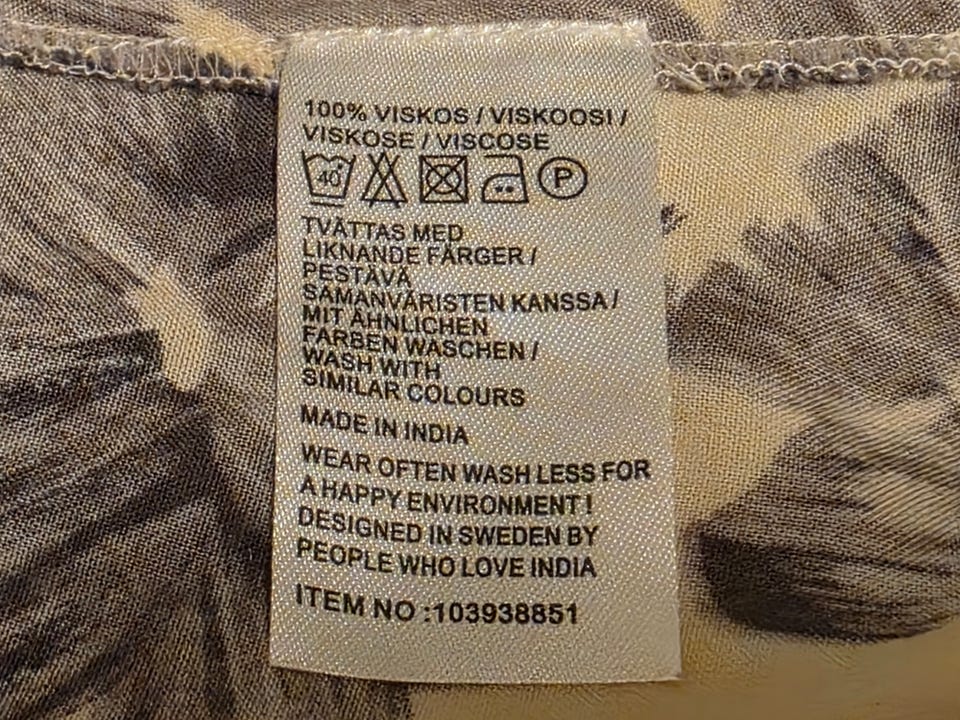 100% VISKOS / VISKOOSI /
VISKOSE / VISCOSE
40 P
TVÄTTAS MED
LIKNANDE FÄRGER /
PESTÄVÄ
SAMANVÄRISTEN KANSSA /
MIT ÄHNLICHEN
FARBEN WASCHEN /
WASH WITH
SIMILAR COLOURS
MADE IN INDIA
WEAR OFTEN WASH LESS FOR
A HAPPY ENVIRONMENT !
DESIGNED IN SWEDEN BY
PEOPLE WHO LOVE INDIA
ITEM NO :103938851